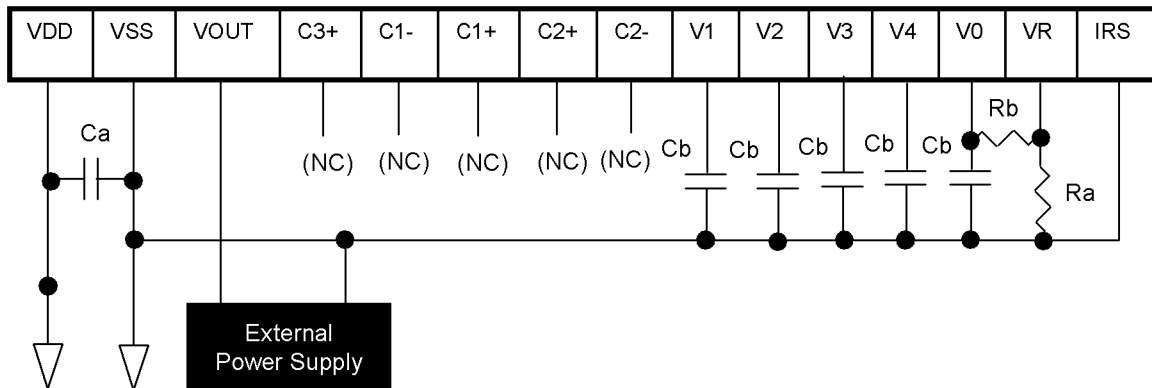 VDD VSS VOUT C3+ C1- C1+ C2+ C2- V1 V2 V3 V4 V0 VR IRS
Ca
(NC) (NC) (NC) (NC) (NC)
Cb Cb Cb Cb Cb
Rb
Ra
External
Power Supply